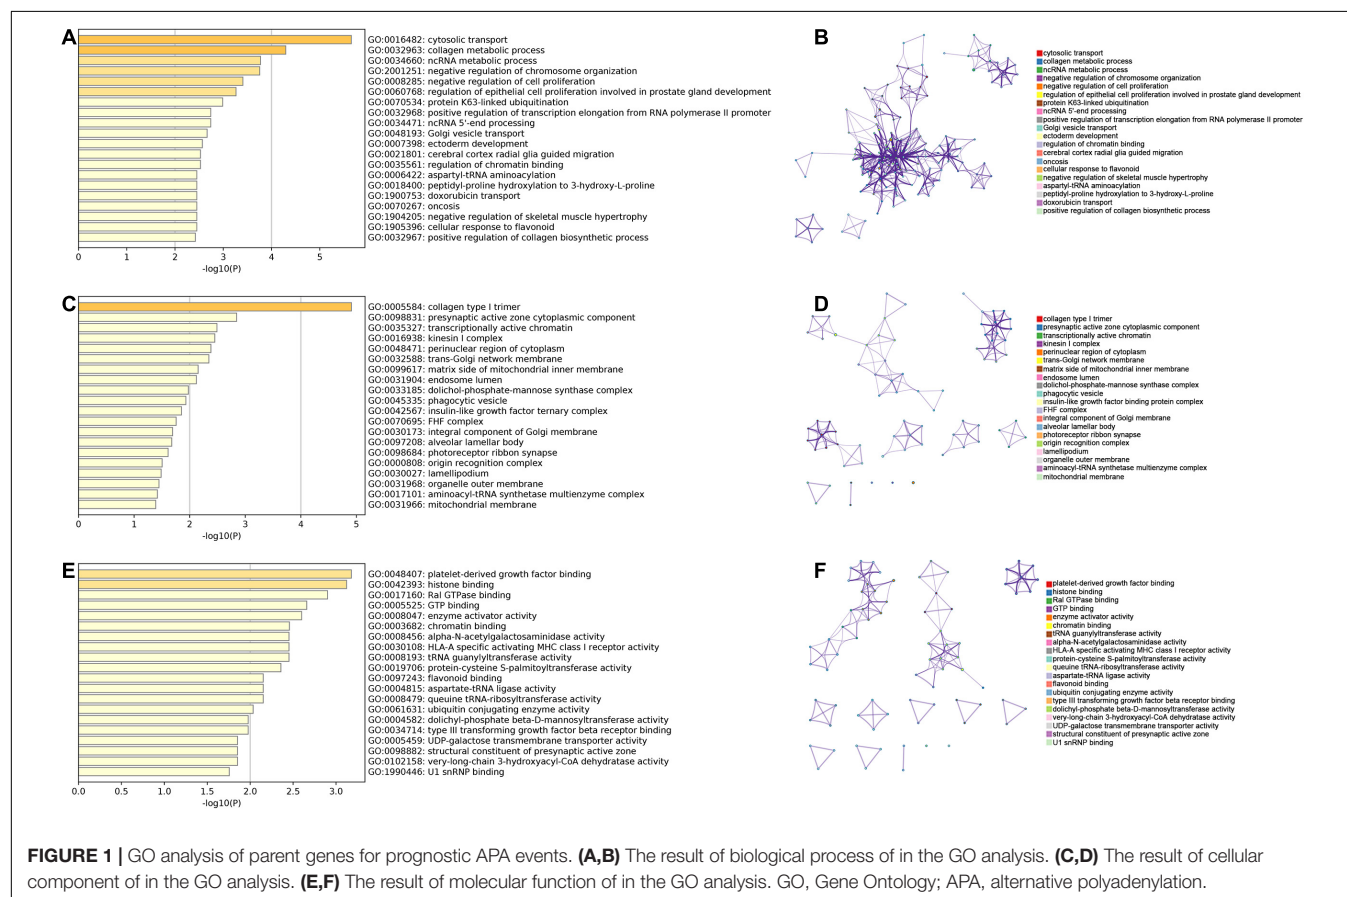 A
GO:0016482: cytosolic transport
GO:0032963: collagen metabolic process
GO:0034660: ncRNA metabolic process
GO:2001251: negative regulation of chromosome organization
GO:0008285: negative regulation of cell proliferation
GO:0060768: regulation of epithelial cell proliferation involved in prostate gland development
GO:0070534: protein K63-linked ubiquitination
GO:0032968: positive regulation of transcription elongation from RNA polymerase II promoter
GO:0034471: ncRNA 5'-end processing
GO:0048193: Golgi vesicle transport
GO:0007398: ectoderm development
GO:0021801: cerebral cortex radial glia guided migration
GO:0035561: regulation of chromatin binding
GO:0006422: aspartyl-tRNA aminoacylation
GO:0018400: peptidyl-proline hydroxylation to 3-hydroxy-L-proline
GO:1900753: doxorubicin transport
GO:0070267: oncosis
GO:1904205: negative regulation of skeletal muscle hypertrophy
GO:1905396: cellular response to flavonoid
GO:0032967: positive regulation of collagen biosynthetic process
0 1 2 3 4 5
-log10(P)
B
cytosolic transport
collagen metabolic process
ncRNA metabolic process
negative regulation of chromosome organization
negative regulation of cell proliferation
regulation of epithelial cell proliferation involved in prostate gland development
protein K63-linked ubiquitination
ncRNA 5'-end processing
positive regulation of transcription elongation from RNA polymerase II promoter
Golgi vesicle transport
ectoderm development
regulation of chromatin binding
cerebral cortex radial glia guided migration
oncosis
cellular response to flavonoid
negative regulation of skeletal muscle hypertrophy
aspartyl-tRNA aminoacylation
peptidyl-proline hydroxylation to 3-hydroxy-L-proline
doxorubicin transport
positive regulation of collagen biosynthetic process
C
GO:0005584: collagen type I trimer
GO:0098831: presynaptic active zone cytoplasmic component
GO:0035327: transcriptionally active chromatin
GO:0016938: kinesin I complex
GO:0048471: perinuclear region of cytoplasm
GO:0032588: trans-Golgi network membrane
GO:0099617: matrix side of mitochondrial inner membrane
GO:0031904: endosome lumen
GO:0033185: dolichol-phosphate-mannose synthase complex
GO:0045335: phagocytic vesicle
GO:0042567: insulin-like growth factor ternary complex
GO:0070695: FHF complex
GO:0030173: integral component of Golgi membrane
GO:0097208: alveolar lamellar body
GO:0098684: photoreceptor ribbon synapse
GO:0000808: origin recognition complex
GO:0030027: lamellipodium
GO:0031968: organelle outer membrane
GO:0017101: aminoacyl-tRNA synthetase multienzyme complex
GO:0031966: mitochondrial membrane
0 1 2 3 4 5
-log10(P)
D
collagen type I trimer
presynaptic active zone cytoplasmic component
transcriptionally active chromatin
kinesin I complex
perinuclear region of cytoplasm
trans-Golgi network membrane
matrix side of mitochondrial inner membrane
endosome lumen
dolichol-phosphate-mannose synthase complex
phagocytic vesicle
insulin-like growth factor binding protein complex
FHF complex
integral component of Golgi membrane
alveolar lamellar body
photoreceptor ribbon synapse
origin recognition complex
lamellipodium
organelle outer membrane
aminoacyl-tRNA synthetase multienzyme complex
mitochondrial membrane
E
GO:0048407: platelet-derived growth factor binding
GO:0042393: histone binding
GO:0017160: Ral GTPase binding
GO:0005525: GTP binding
GO:0008047: enzyme activator activity
GO:0003682: chromatin binding
GO:0008456: alpha-N-acetylgalactosaminidase activity
GO:0030108: HLA-A specific activating MHC class I receptor activity
GO:0008193: tRNA guanylyltransferase activity
GO:0019706: protein-cysteine S-palmitoyltransferase activity
GO:0097243: flavonoid binding
GO:0004815: aspartate-tRNA ligase activity
GO:0008479: queuine tRNA-ribosyltransferase activity
GO:0061631: ubiquitin conjugating enzyme activity
GO:0004582: dolichyl-phosphate beta-D-mannosyltransferase activity
GO:0034714: type III transforming growth factor beta receptor binding
GO:0005459: UDP-galactose transmembrane transporter activity
GO:0098882: structural constituent of presynaptic active zone
GO:0102158: very-long-chain 3-hydroxyacyl-CoA dehydratase activity
GO:1990446: U1 snRNP binding
0.0 0.5 1.0 1.5 2.0 2.5 3.0
-log10(P)
F
platelet-derived growth factor binding
histone binding
Ral GTPase binding
GTP binding
enzyme activator activity
chromatin binding
tRNA guanylyltransferase activity
alpha-N-acetylgalactosaminidase activity
HLA-A specific activating MHC class I receptor activity
protein-cysteine S-palmitoyltransferase activity
queuine tRNA-ribosyltransferase activity
aspartate-tRNA ligase activity
flavonoid binding
ubiquitin conjugating enzyme activity
type III transforming growth factor beta receptor binding
dolichyl-phosphate beta-D-mannosyltransferase activity
very-long-chain 3-hydroxyacyl-CoA dehydratase activity
UDP-galactose transmembrane transporter activity
structural constituent of presynaptic active zone
U1 snRNP binding
FIGURE 1 | GO analysis of parent genes for prognostic APA events. (A,B) The result of biological process of in the GO analysis. (C,D) The result of cellular
component of in the GO analysis. (E,F) The result of molecular function of in the GO analysis. GO, Gene Ontology; APA, alternative polyadenylation.